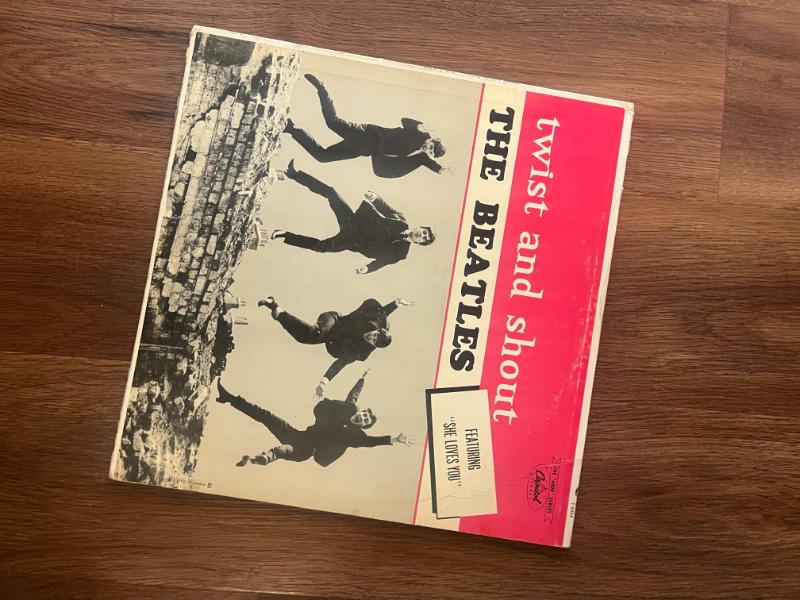 twist and shout
THE BEATLES
FEATURING
"SHE LOVES YOU"
Capitol